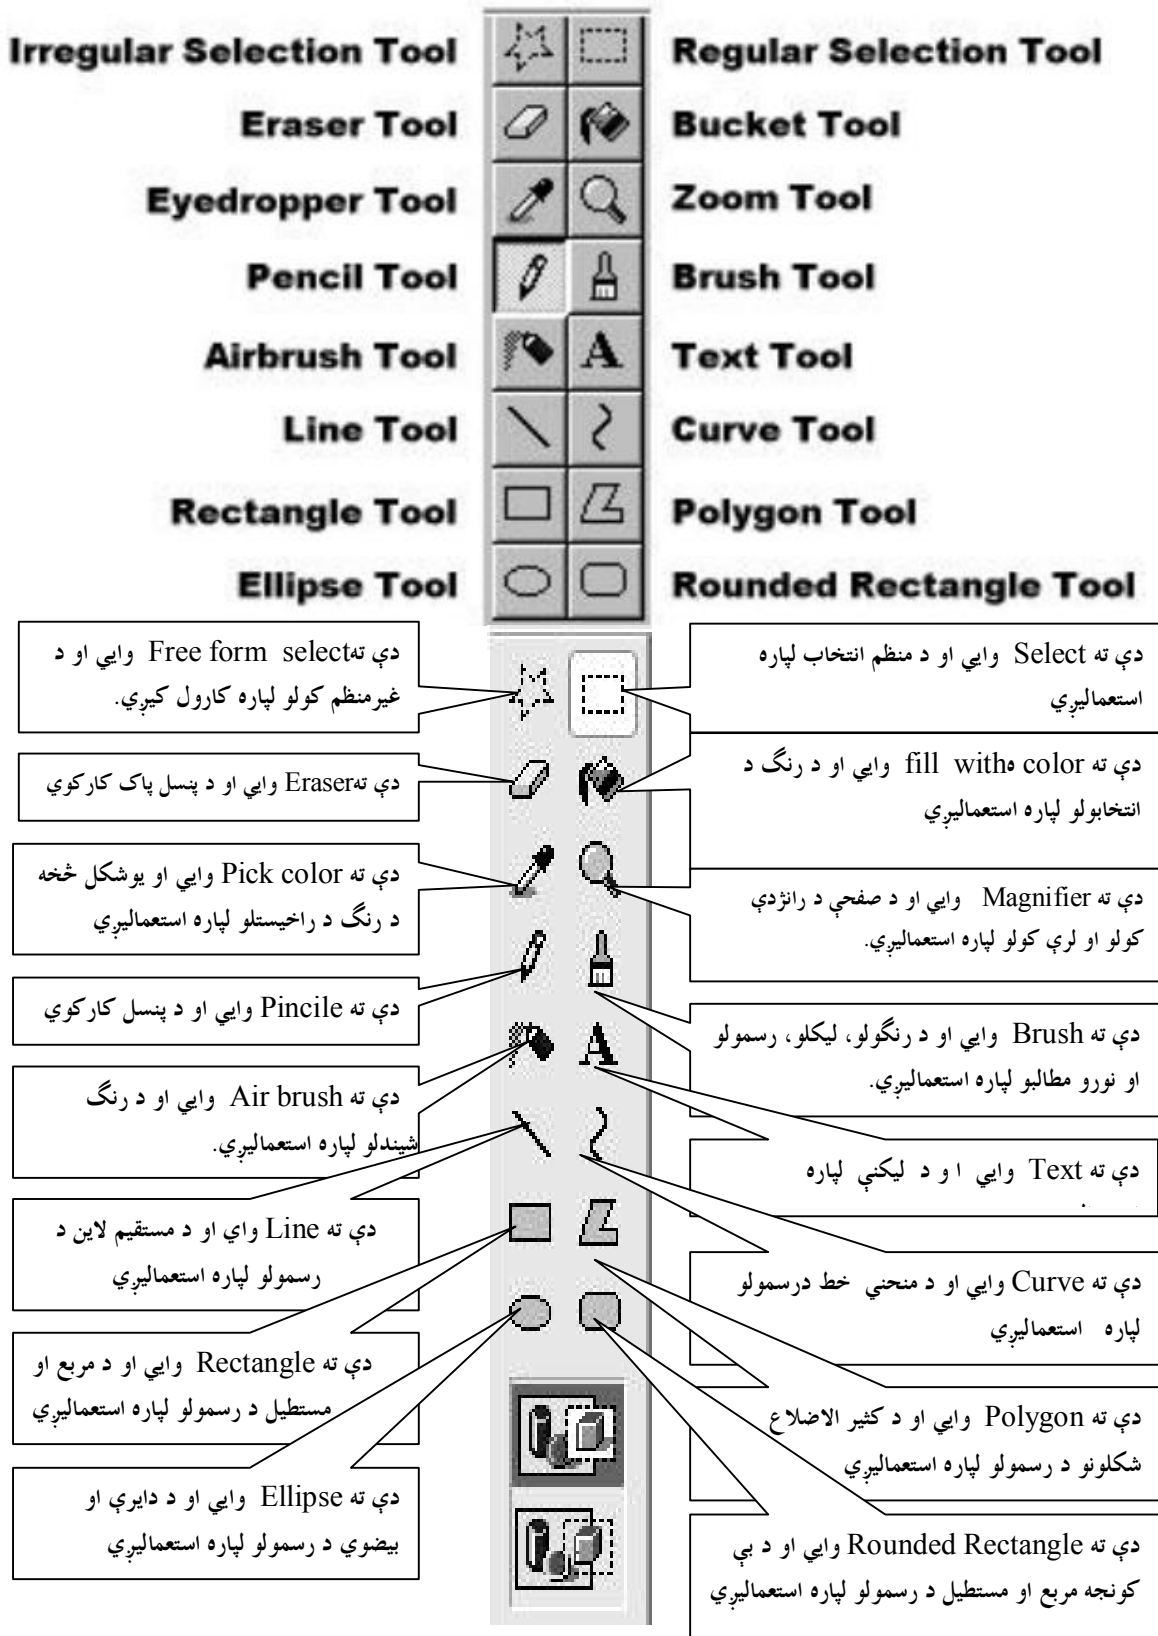 Irregular Selection Tool
Regular Selection Tool
Eraser Tool
Bucket Tool
Eyedropper Tool
Zoom Tool
Pencil Tool
Brush Tool
Airbrush Tool
A
Text Tool
Line Tool
Curve Tool
Rectangle Tool
Polygon Tool
Ellipse Tool
Rounded Rectangle Tool
دې ته Select وايي او د منظم انتخاب لپاره
استعماليږي
دې تهFree form select وايي او د
غيرمنظم کولو لپاره کارول کيږي.
دې ته fill withه color وايي او د رنگ د
انتخابولو لپاره استعماليږي
دې تهEraser وايي او د پنسل پاک کارکوي
دې ته Magnifier وايي او د صفحې د رانژدې
کولو او لرې کولو لپاره استعماليږي.
دې ته Pick color وايي او يوشکل څخه
د رنگ د راخيستلو لپاره استعماليږي
دې ته Brush وايي او د رنگولو، ليکلو، رسمولو
او نورو مطالبو لپاره استعماليږي.
دې ته Pincile وايي او د پنسل کارکوي
A
دې ته Text وايي ا و د ليکنې لپاره
دې ته Air brush وايي او د رنگ
شيندلو لپاره استعماليږي.
دې ته Curve وايي او د منحني خط درسمولو
لپاره استعماليږي
دې ته Line واي او د مستقيم لاين د
رسمولو لپاره استعماليږي
دې ته Polygon وايي او د کثير الاضلاع
شکلونو د رسمولو لپاره استعماليږي
دې ته Rectangle وايي او د مربع او
مستطيل د رسمولو لپاره استعماليږي
دې ته Rounded Rectangle وايي او د بې
کونجه مربع او مستطيل د رسمولو لپاره استعماليږي
دې ته Ellipse وايي او د دايرې او
بيضوي د رسمولو لپاره استعماليږي